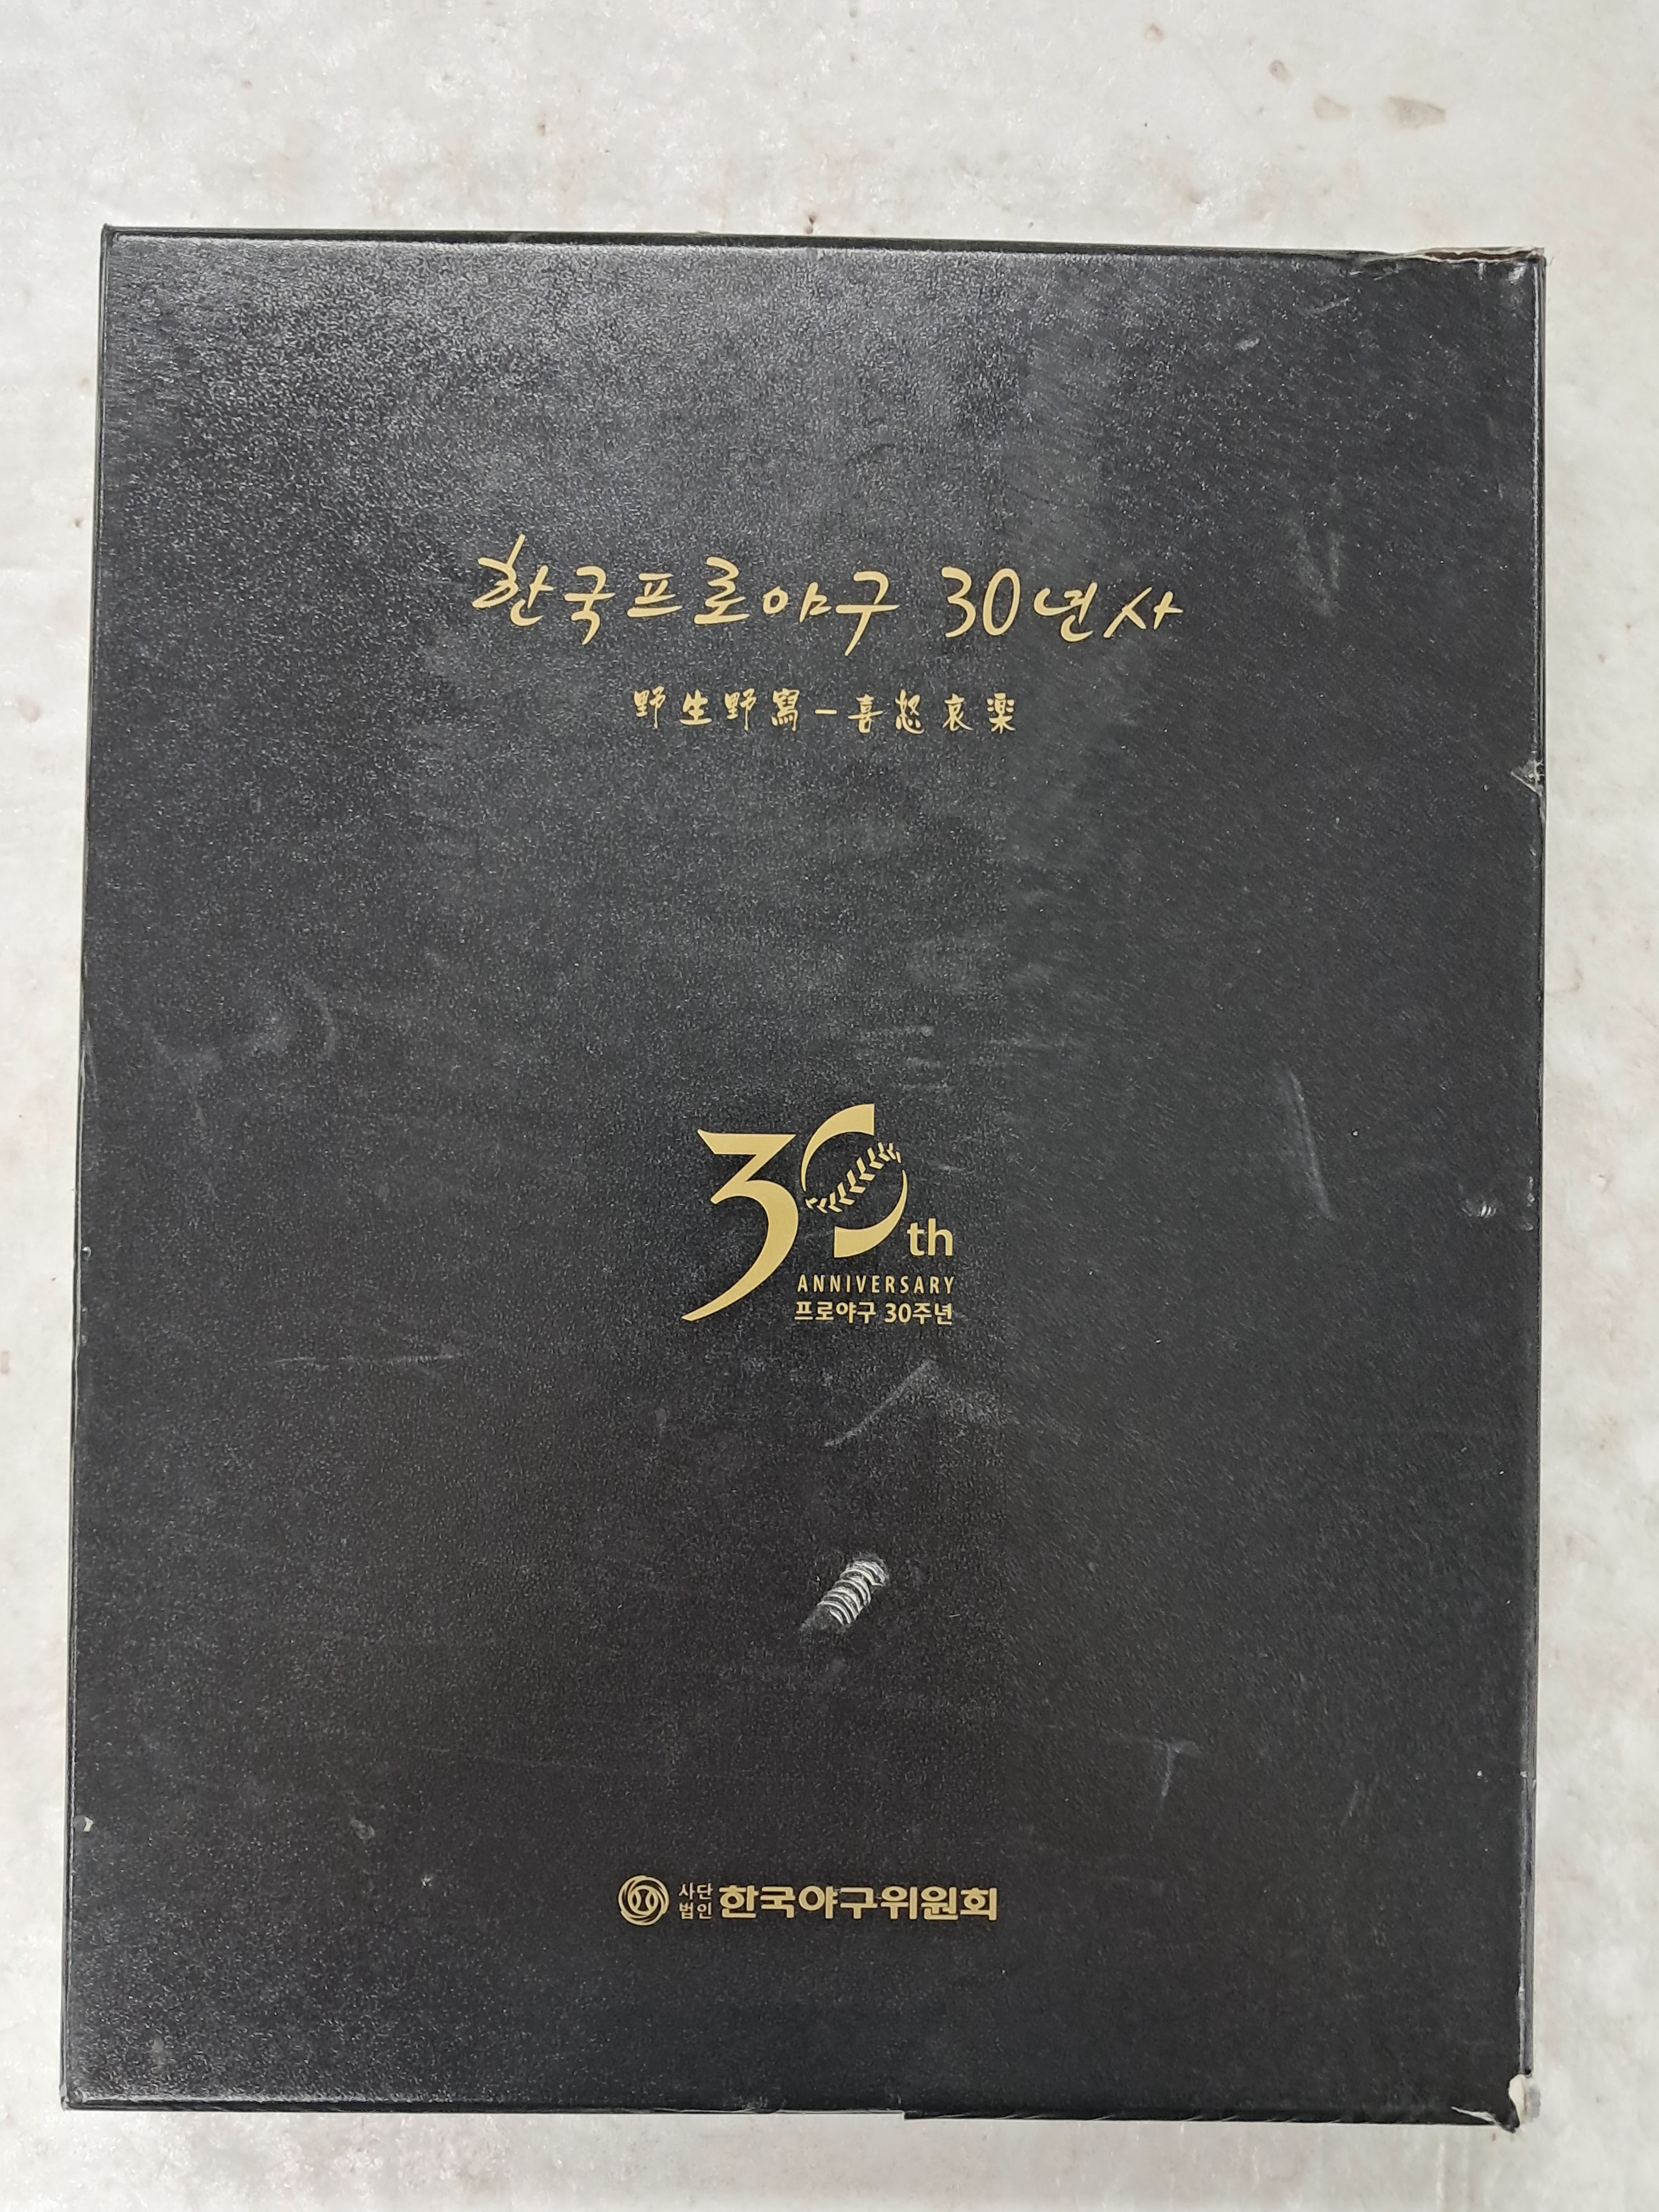 한국프로야구 30년사
野生野寫-喜怒哀樂
30th
ANNIVERSARY
프로야구 30주년
사단
법인 한국야구위원회